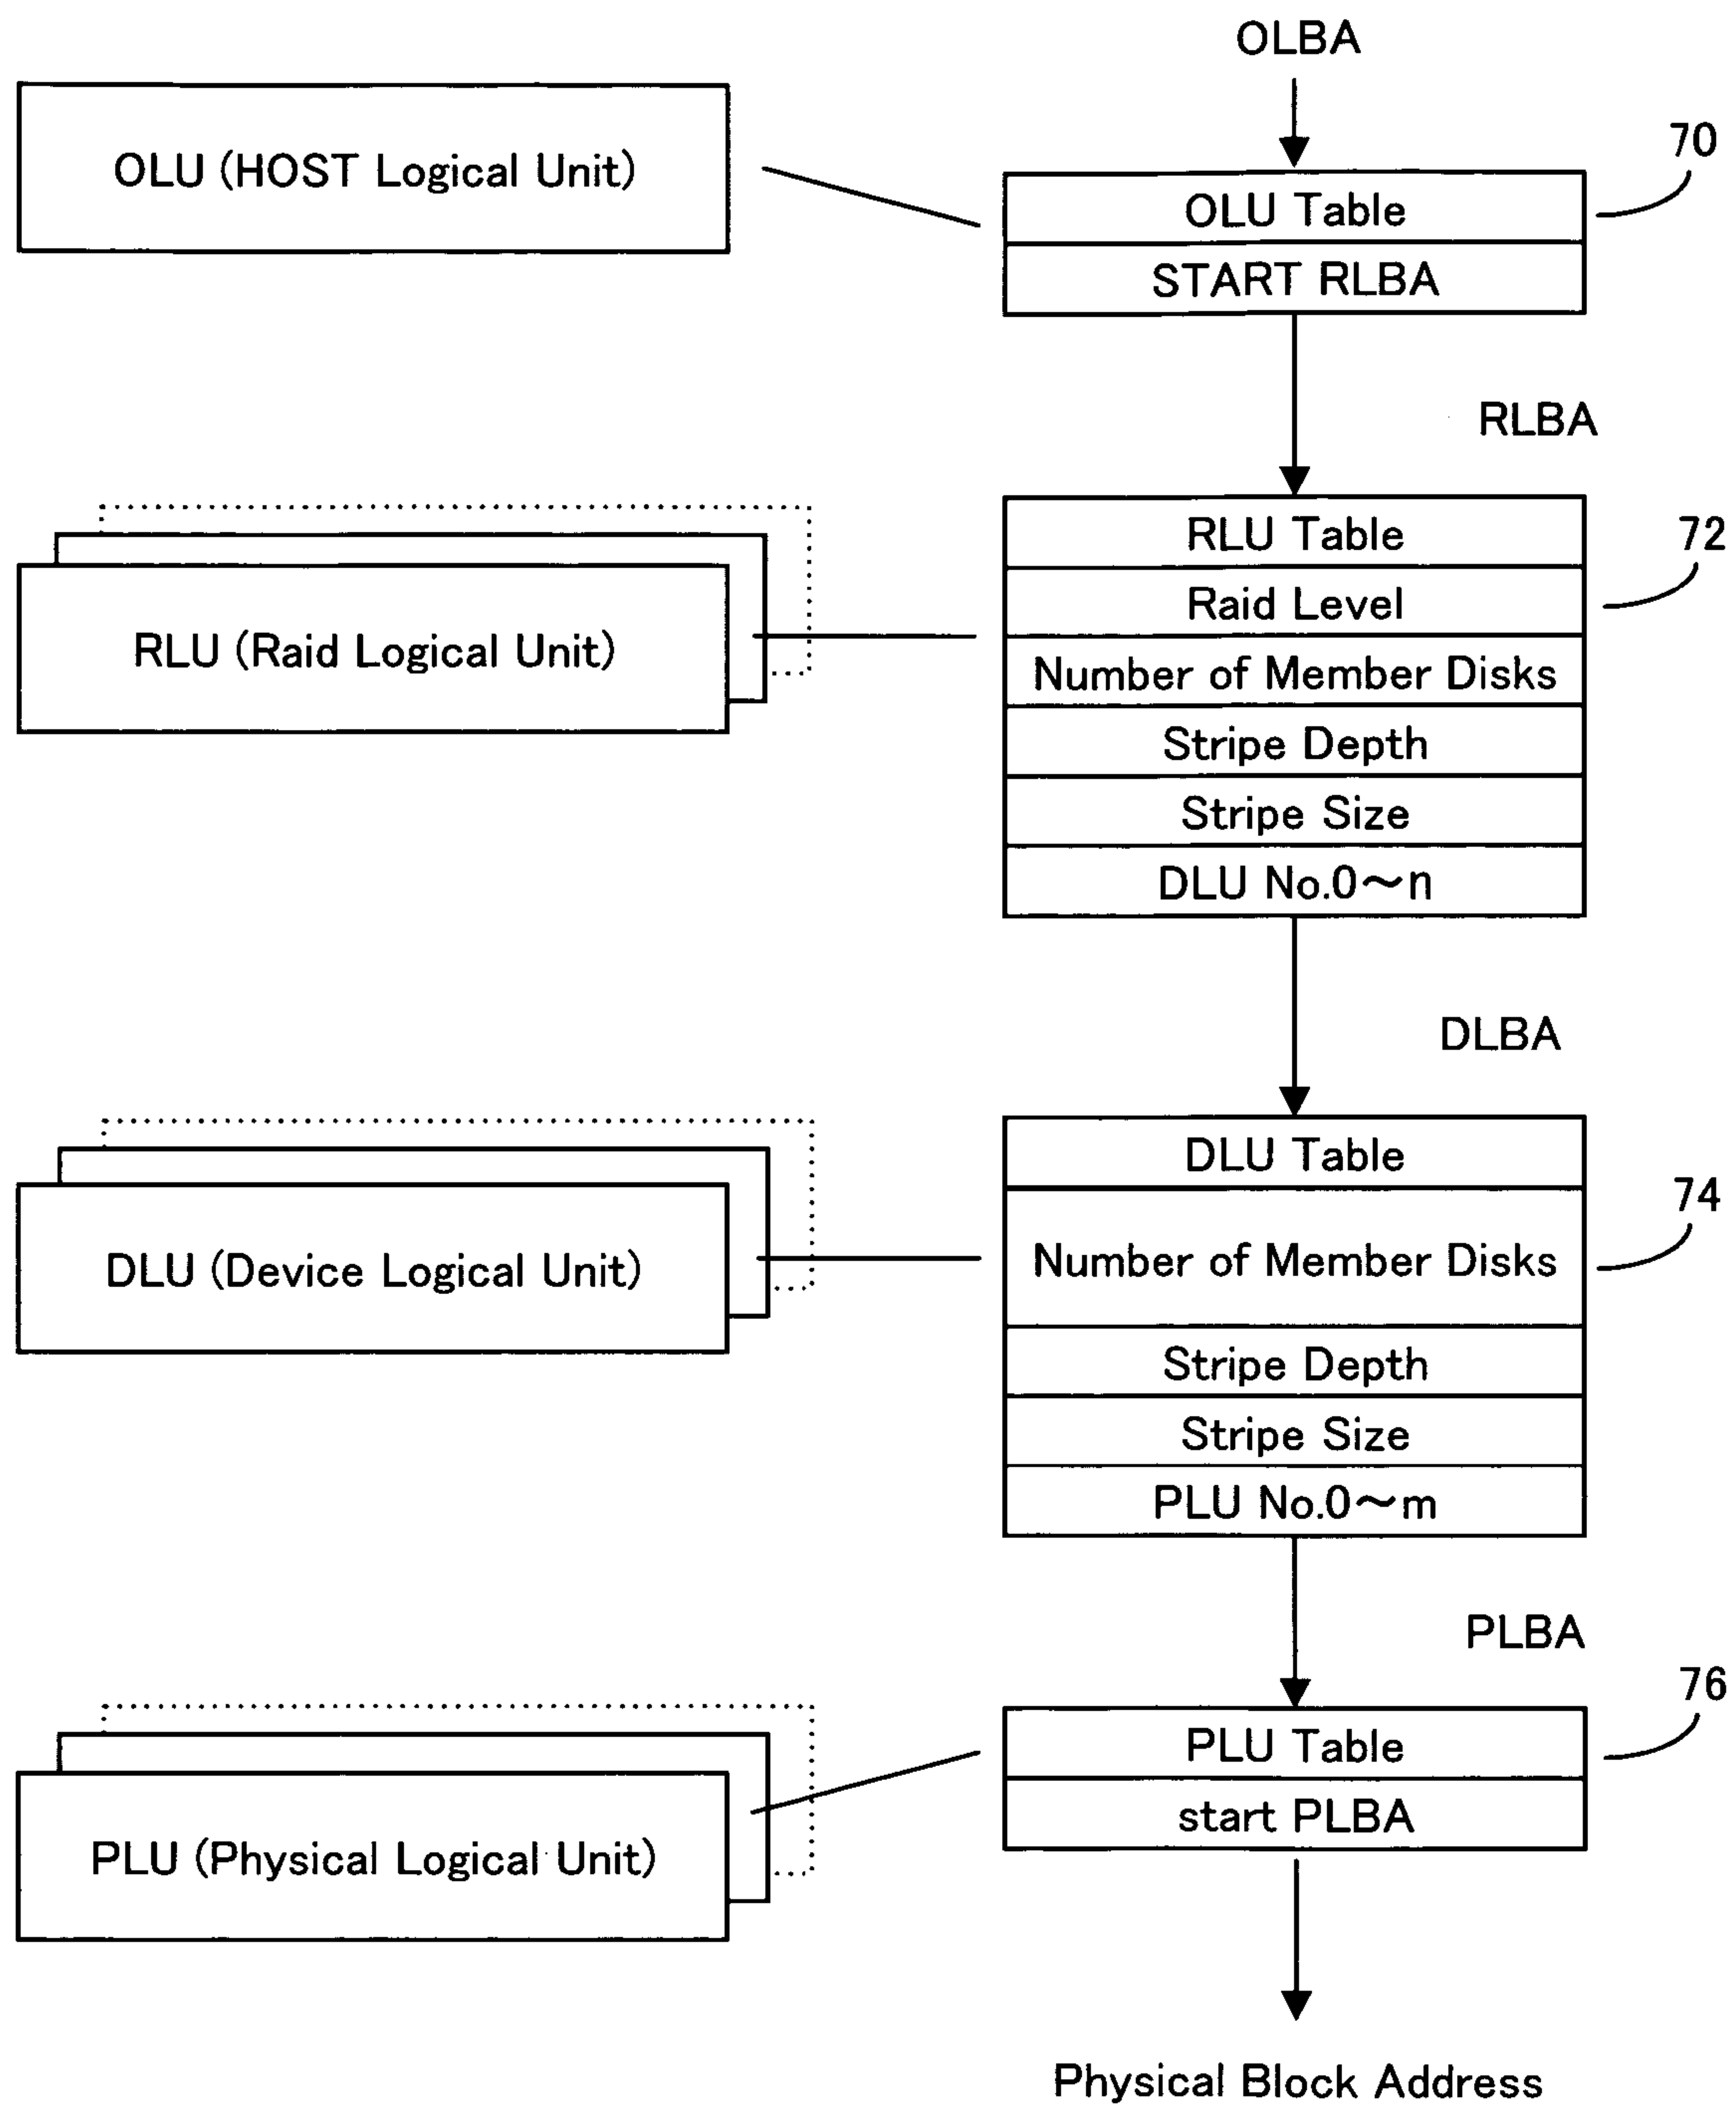 OLBA
OLU (HOST Logical Unit)
70
OLU Table
START RLBA
RLBA
RLU (Raid Logical Unit)
72
RLU Table
Raid Level
Number of Member Disks
Stripe Depth
Stripe Size
DLU No.0～n
DLBA
DLU (Device Logical Unit)
74
DLU Table
Number of Member Disks
Stripe Depth
Stripe Size
PLU No.0～m
PLBA
PLU (Physical Logical Unit)
76
PLU Table
start PLBA
Physical Block Address